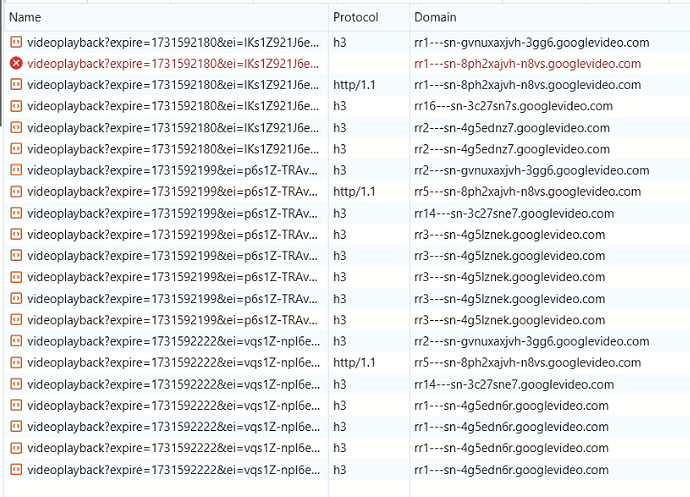 Name Protocol Domain
videoplayback?expire=1731592180&ei=IKs1Z921J6e... h3 rr1---sn-gvnuxaxjvh-3gg6.googlevideo.com
videoplayback?expire=1731592180&ei=IKs1Z921J6e... rr1---sn-8ph2xajvh-n8vs.googlevideo.com
videoplayback?expire=1731592180&ei=IKs1Z921J6e... http/1.1 rr1---sn-8ph2xajvh-n8vs.googlevideo.com
videoplayback?expire=1731592180&ei=IKs1Z921J6e... h3 rr16---sn-3c27sn7s.googlevideo.com
videoplayback?expire=1731592180&ei=IKs1Z921J6e... h3 rr2---sn-4g5ednz7.googlevideo.com
videoplayback?expire=1731592180&ei=IKs1Z921J6e... h3 rr2---sn-4g5ednz7.googlevideo.com
videoplayback?expire=1731592199&ei=p6s1Z-TRAv... h3 rr2---sn-gvnuxaxjvh-3gg6.googlevideo.com
videoplayback?expire=1731592199&ei=p6s1Z-TRAv... http/1.1 rr5---sn-8ph2xajvh-n8vs.googlevideo.com
videoplayback?expire=1731592199&ei=p6s1Z-TRAv... h3 rr14---sn-3c27sne7.googlevideo.com
videoplayback?expire=1731592199&ei=p6s1Z-TRAv... h3 rr3---sn-4g5lznek.googlevideo.com
videoplayback?expire=1731592199&ei=p6s1Z-TRAv... h3 rr3---sn-4g5lznek.googlevideo.com
videoplayback?expire=1731592199&ei=p6s1Z-TRAv... h3 rr3---sn-4g5lznek.googlevideo.com
videoplayback?expire=1731592199&ei=p6s1Z-TRAv... h3 rr3---sn-4g5lznek.googlevideo.com
videoplayback?expire=1731592199&ei=p6s1Z-TRAv... h3 rr3---sn-4g5lznek.googlevideo.com
videoplayback?expire=1731592222&ei=vqs1Z-npI6e... h3 rr2---sn-gvnuxaxjvh-3gg6.googlevideo.com
videoplayback?expire=1731592222&ei=vqs1Z-npI6e... http/1.1 rr5---sn-8ph2xajvh-n8vs.googlevideo.com
videoplayback?expire=1731592222&ei=vqs1Z-npI6e... h3 rr14---sn-3c27sne7.googlevideo.com
videoplayback?expire=1731592222&ei=vqs1Z-npI6e... h3 rr1---sn-4g5edn6r.googlevideo.com
videoplayback?expire=1731592222&ei=vqs1Z-npI6e... h3 rr1---sn-4g5edn6r.googlevideo.com
videoplayback?expire=1731592222&ei=vqs1Z-npI6e... h3 rr1---sn-4g5edn6r.googlevideo.com
videoplayback?expire=1731592222&ei=vqs1Z-npI6e... h3 rr1---sn-4g5edn6r.googlevideo.com